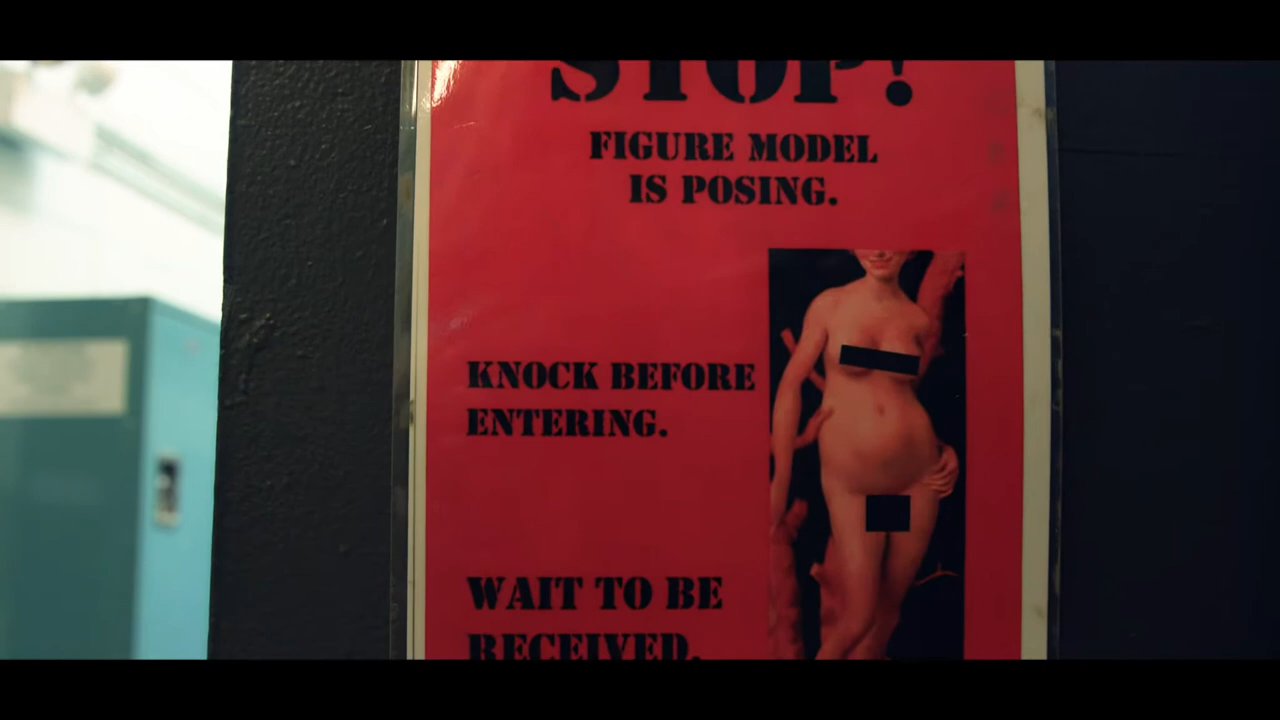 STOP!
FIGURE MODEL
IS POSING.
KNOCK BEFORE
ENTERING.
WAIT TO BE
RECEIVED.